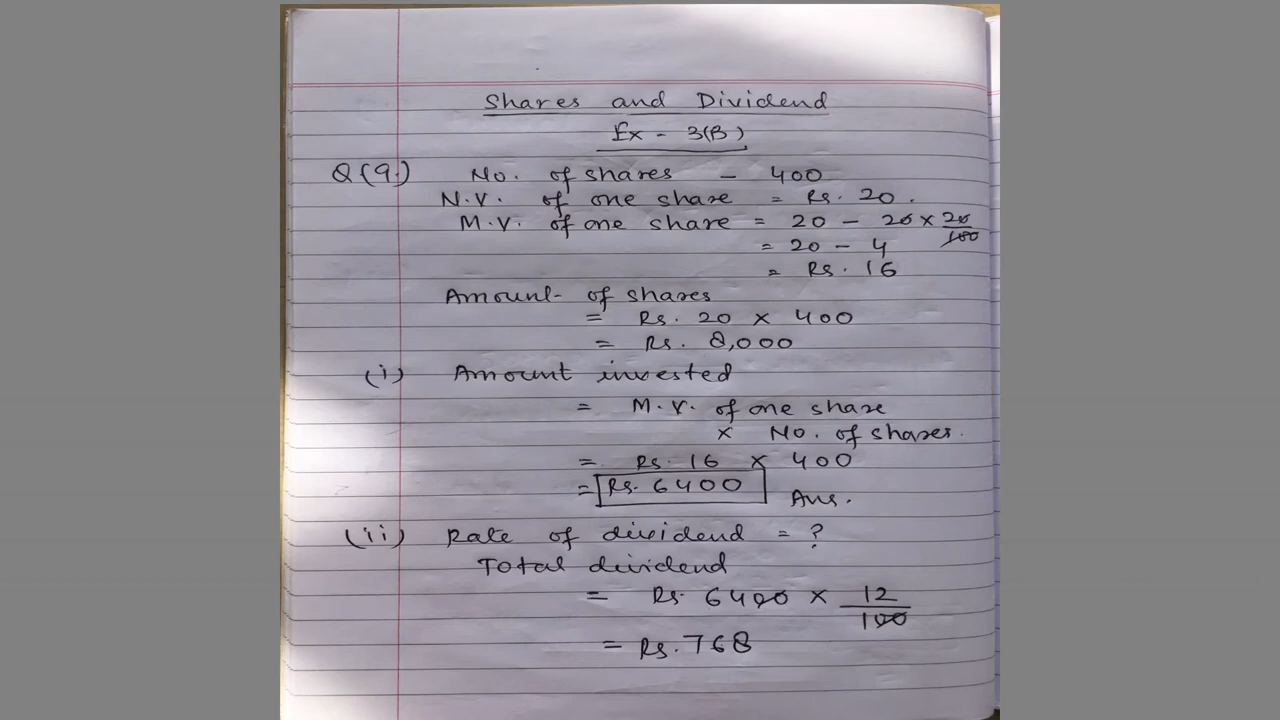 Shares and Dividend
Ex - 3(B)
Q(9.) No. of shares - 400
N.V. of one share = Rs. 20.
M.V. of one share = 20 - 20 × 20/100
= 20 - 4
= Rs. 16
Amount of shares
= Rs. 20 × 400
= Rs. 8,000
(i) Amount invested
= M.V. of one share
× No. of shares.
= Rs. 16 × 400
= Rs. 6400 Ans.
(ii) Rate of dividend = ?
Total dividend
= Rs. 6400 × 12/100
= Rs. 768